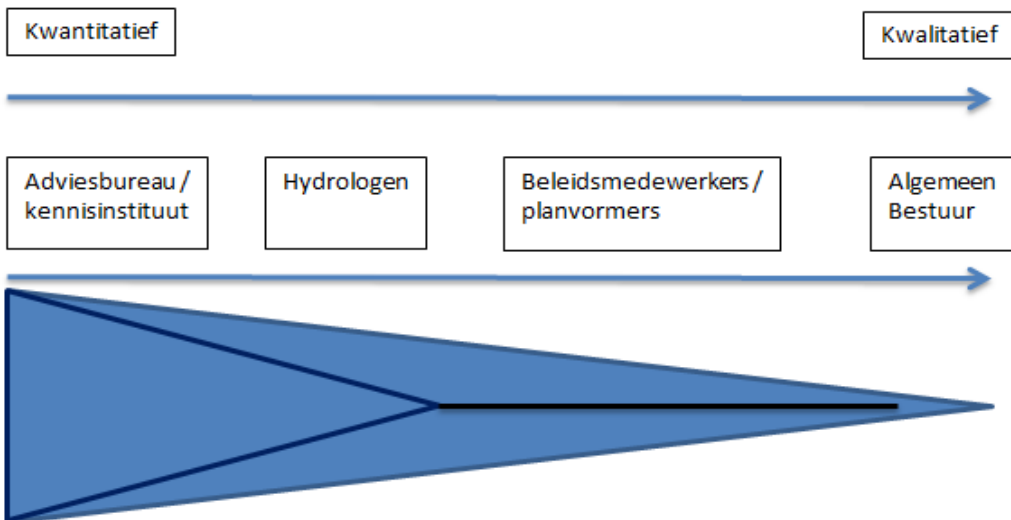 Kwantitatief
Kwalitatief
Adviesbureau/
kennisinstituut
Hydrologen
Beleidsmedewerkers/
planvormers
Algemeen
Bestuur